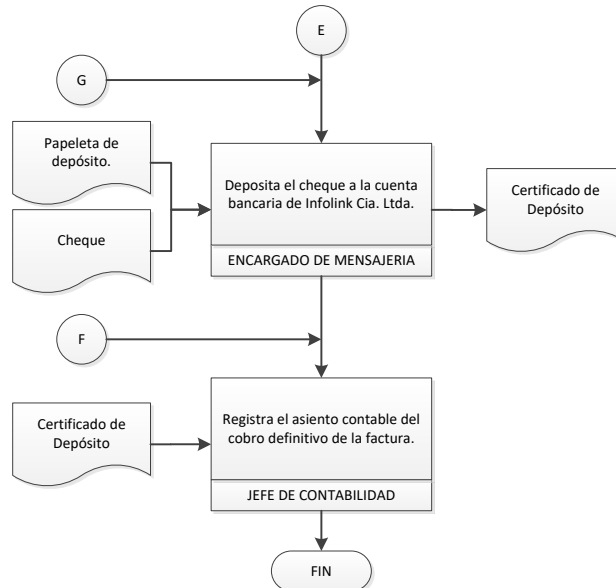 E
G
Papeleta de
depósito.
Cheque
Deposita el cheque a la cuenta
bancaria de Infolink Cia. Ltda.
ENCARGADO DE MENSAJERIA
Certificado de
Depósito
F
Certificado de
Depósito
Registra el asiento contable del
cobro definitivo de la factura.
JEFE DE CONTABILIDAD
FIN